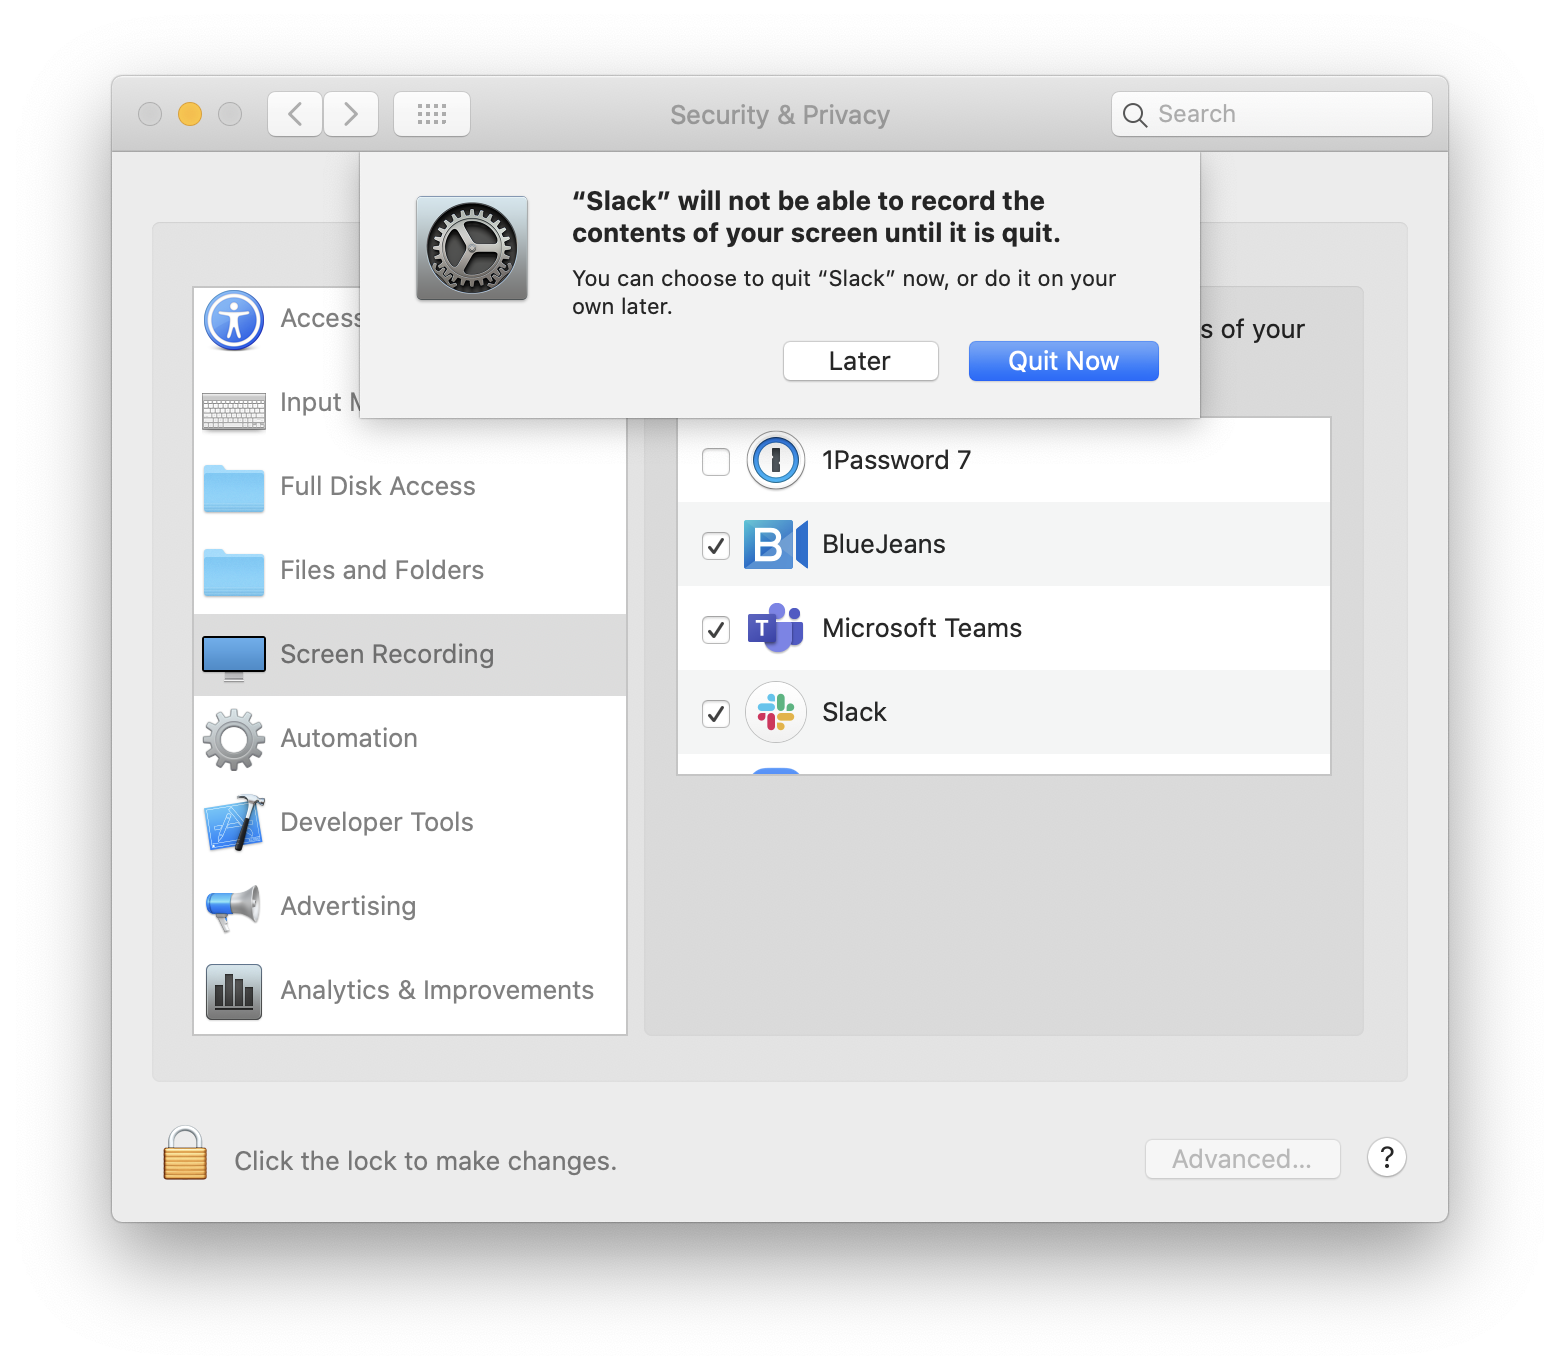 Security & Privacy
Search
“Slack” will not be able to record the
contents of your screen until it is quit.
You can choose to quit “Slack” now, or do it on your
own later.
Later
Quit Now
Access
Input
Full Disk Access
Files and Folders
Screen Recording
Automation
Developer Tools
Advertising
Analytics & Improvements
s of your
1Password 7
B BlueJeans
T Microsoft Teams
Slack
Click the lock to make changes.
Advanced...
?